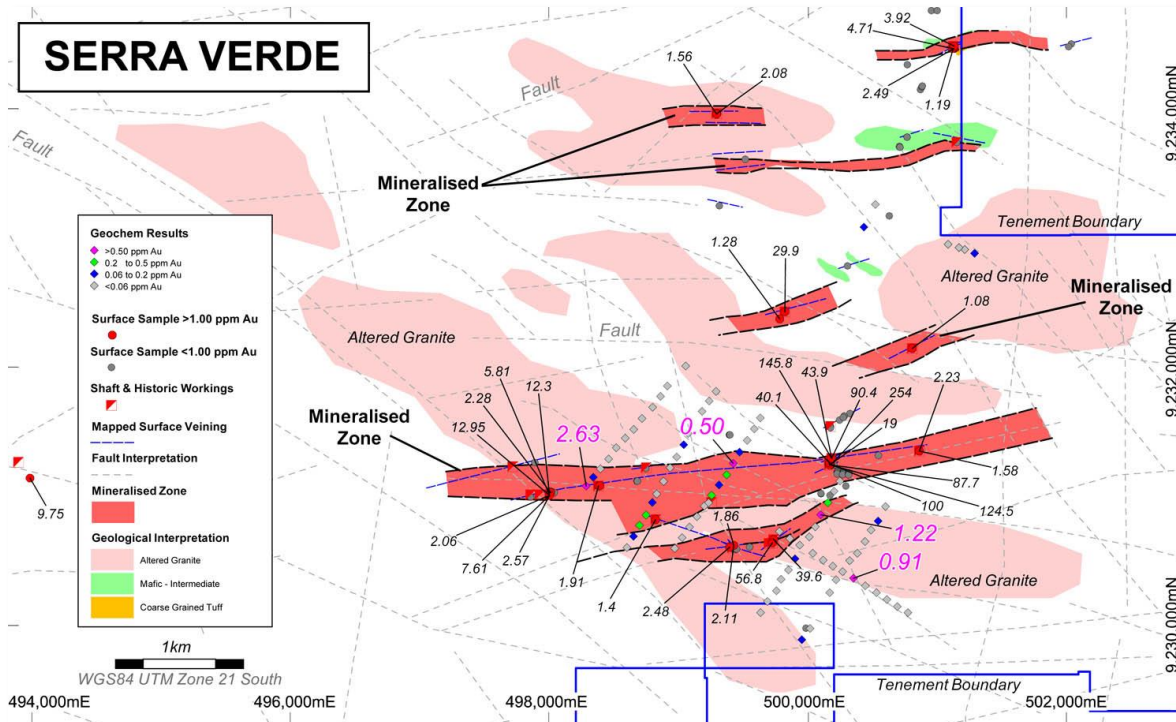 SERRA VERDE
Fault
Fault
Fault
3.92
4.71
2.49
1.19
1.56
2.08
Mineralised
Zone
Tenement Boundary
9,234,000mN
Geochem Results
>0.50 ppm Au
0.2 to 0.5 ppm Au
0.06 to 0.2 ppm Au
<0.06 ppm Au
Surface Sample >1.00 ppm Au
Surface Sample <1.00 ppm Au
Shaft & Historic Workings
Mapped Surface Veining
Fault Interpretation
Mineralised Zone
Geological Interpretation
Altered Granite
Mafic - Intermediate
Coarse Grained Tuff
1km
WGS84 UTM Zone 21 South
1.28
29.9
Altered Granite
Mineralised
Zone
1.08
Altered Granite
9,232,000mN
145.8
43.9
40.1
90.4
254
19
2.23
5.81
12.3
2.28
12.95
Mineralised
Zone
2.63
0.50
9.75
2.06
7.61
2.57
1.91
1.4
1.86
2.48
2.11
56.8
39.6
1.58
87.7
100
124.5
1.22
0.91
Altered Granite
9,230,000mN
Tenement Boundary
494,000mE
496,000mE
498,000mE
500,000mE
502,000mE